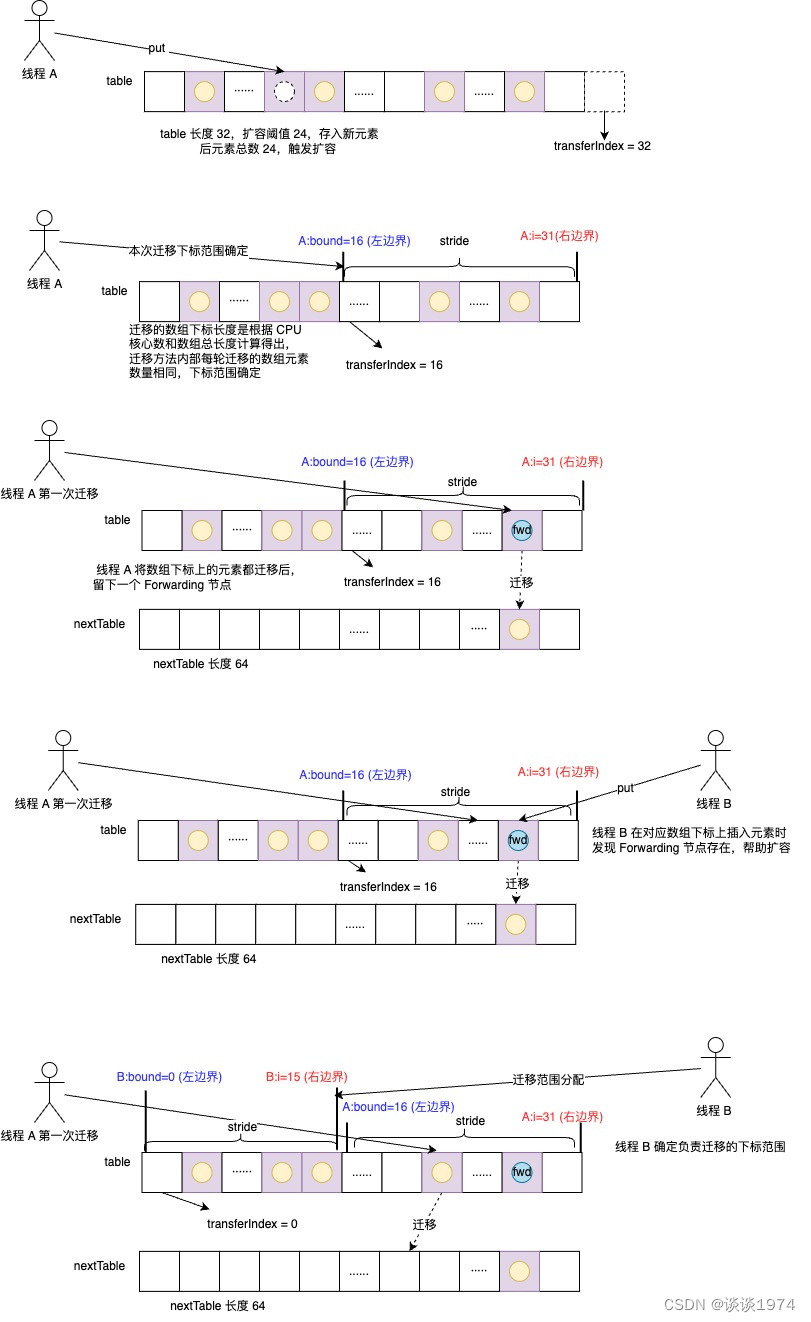 线程 A
put
table
......
......
......
table 长度 32，扩容阈值 24，存入新元素
后元素总数 24，触发扩容
transferIndex = 32
线程 A
本次迁移下标范围确定
A:bound=16 (左边界)
stride
A:i=31(右边界)
table
......
......
......
迁移的数组下标长度是根据 CPU
核心数和数组总长度计算得出，
迁移方法内部每轮迁移的数组元素
数量相同，下标范围确定
transferIndex = 16
线程 A 第一次迁移
A:bound=16 (左边界)
A:i=31 (右边界)
stride
table
......
......
......
fwd
线程 A 将数组下标上的元素都迁移后，
留下一个 Forwarding 节点
transferIndex = 16
迁移
nextTable
......
.....
nextTable 长度 64
线程 A 第一次迁移
A:bound=16 (左边界)
A:i=31 (右边界)
stride
put
线程 B
table
......
......
......
fwd
线程 B 在对应数组下标上插入元素时
发现 Forwarding 节点存在，帮助扩容
transferIndex = 16
迁移
nextTable
......
.....
nextTable 长度 64
线程 A 第一次迁移
B:bound=0 (左边界)
B:i=15 (右边界)
迁移范围分配
线程 B
A:bound=16 (左边界)
A:i=31 (右边界)
stride
stride
线程 B 确定负责迁移的下标范围
table
......
......
......
fwd
transferIndex = 0
迁移
nextTable
......
.....
nextTable 长度 64
CSDN @谈谈1974